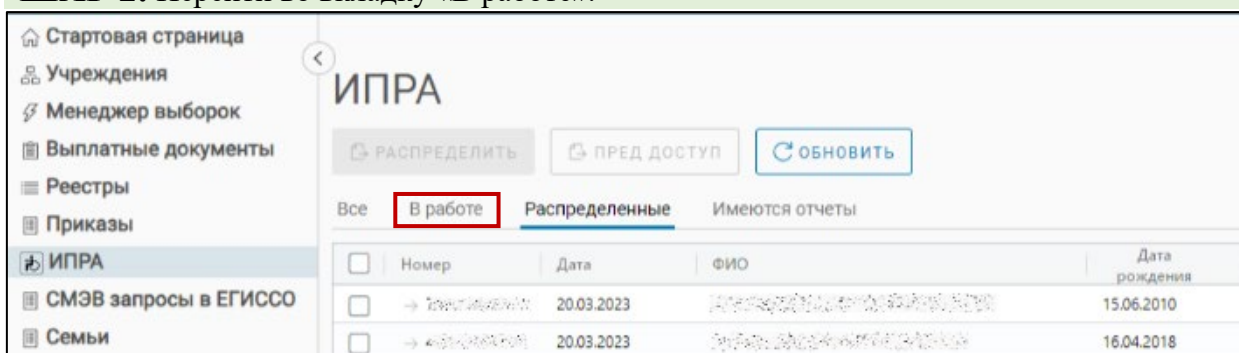 Стартовая страница
Учреждения
Менеджер выборок
Выплатные документы
Реестры
Приказы
ИПРА
СМЭВ запросы в ЕГИССО
Семьи
ИПРА
РАСПРЕДЕЛИТЬ ПРЕД ДОСТУП ОБНОВИТЬ
Все В работе Распределенные Имеются отчеты
Номер Дата ФИО Дата рождения
20.03.2023 15.06.2010
20.03.2023 16.04.2018